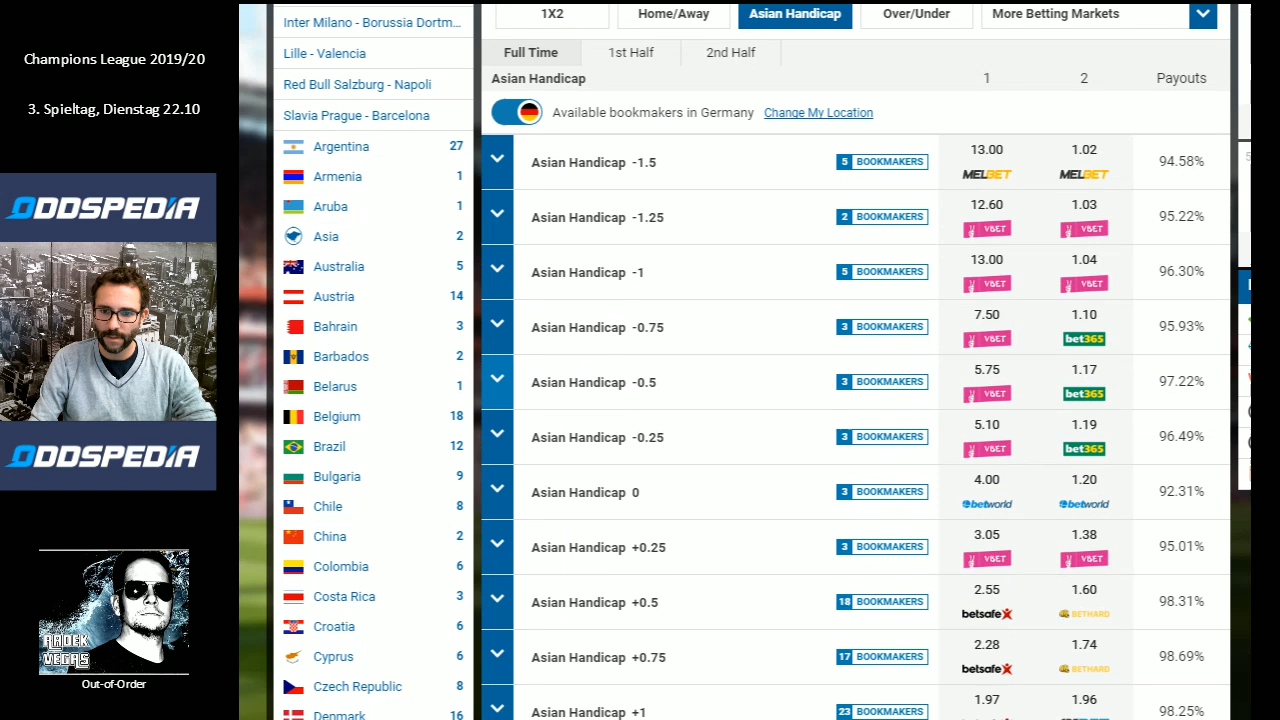 Champions League 2019/20
3. Spieltag, Dienstag 22.10
ODDSPEDIA
ODDSPEDIA
RADEK VEGAS
Out-of-Order
Inter Milano - Borussia Dortm...
Lille - Valencia
Red Bull Salzburg - Napoli
Slavia Prague - Barcelona
Argentina 27
Armenia 1
Aruba 1
Asia 2
Australia 5
Austria 14
Bahrain 3
Barbados 2
Belarus 1
Belgium 18
Brazil 12
Bulgaria 9
Chile 8
China 2
Colombia 6
Costa Rica 3
Croatia 6
Cyprus 6
Czech Republic 8
Denmark 16
1X2 Home/Away Asian Handicap Over/Under More Betting Markets
Full Time 1st Half 2nd Half
Asian Handicap 1 2 Payouts
Available bookmakers in Germany Change My Location
Asian Handicap -1.5 5 BOOKMAKERS 13.00 1.02 94.58%
MELBET MELBET
Asian Handicap -1.25 2 BOOKMAKERS 12.60 1.03 95.22%
VBET VBET
Asian Handicap -1 5 BOOKMAKERS 13.00 1.04 96.30%
VBET VBET
Asian Handicap -0.75 3 BOOKMAKERS 7.50 1.10 95.93%
VBET bet365
Asian Handicap -0.5 3 BOOKMAKERS 5.75 1.17 97.22%
VBET bet365
Asian Handicap -0.25 3 BOOKMAKERS 5.10 1.19 96.49%
VBET bet365
Asian Handicap 0 3 BOOKMAKERS 4.00 1.20 92.31%
betworld betworld
Asian Handicap +0.25 3 BOOKMAKERS 3.05 1.38 95.01%
VBET VBET
Asian Handicap +0.5 18 BOOKMAKERS 2.55 1.60 98.31%
betsafe BETHARD
Asian Handicap +0.75 17 BOOKMAKERS 2.28 1.74 98.69%
betsafe BETHARD
Asian Handicap +1 23 BOOKMAKERS 1.97 1.96 98.25%